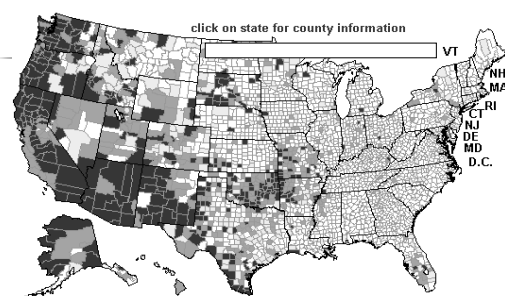 click on state for county information
VT
NH
MA
RI
CT
NJ
DE
MD
D.C.